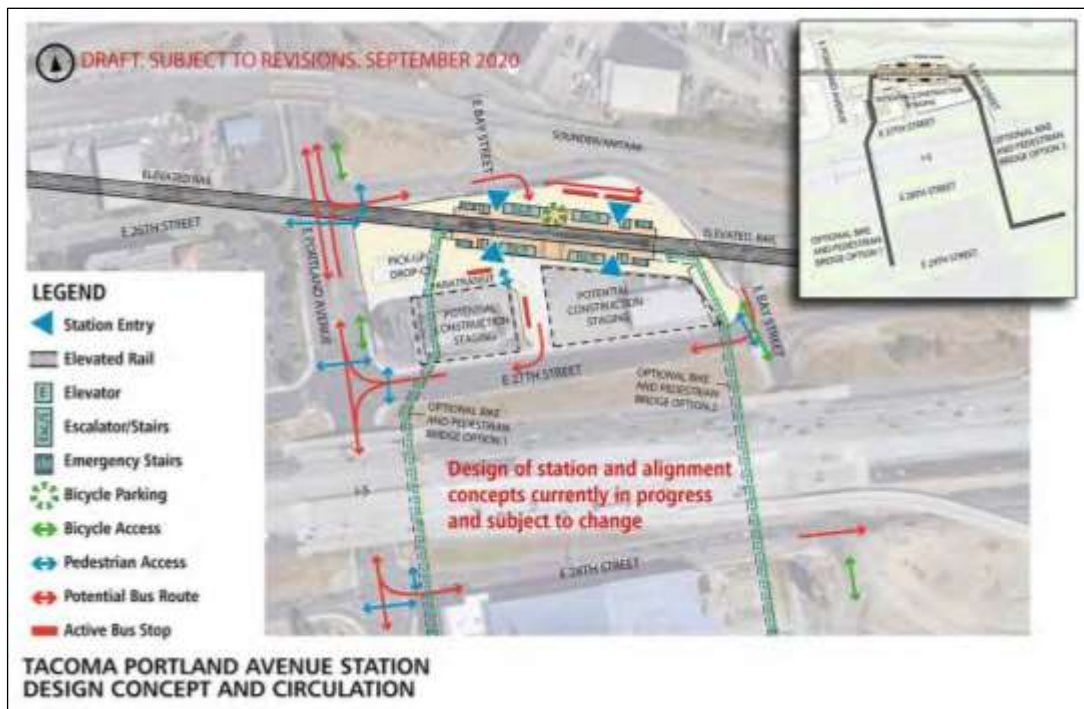 DRAFT. SUBJECT TO REVISIONS. SEPTEMBER 2020
E BAY STREET
SOUNDER/AMTRAK
ELEVATED RAIL
E 26TH STREET
E PORTLAND AVENUE
ELEVATED RAIL
PICK-UP/
PARATRANSIT
POTENTIAL
CONSTRUCTION
STAGING
POTENTIAL
CONSTRUCTION
STAGING
E BAY STREET
E 27TH STREET
OPTIONAL BIKE
AND PEDESTRIAN
BRIDGE OPTION 1
OPTIONAL BIKE
AND PEDESTRIAN
BRIDGE OPTION 2
I-5
Design of station and alignment
concepts currently in progress
and subject to change
E 28TH STREET
LEGEND
Station Entry
Elevated Rail
Elevator
Escalator/Stairs
Emergency Stairs
Bicycle Parking
Bicycle Access
Pedestrian Access
Potential Bus Route
Active Bus Stop
E PORTLAND AVENUE
E BAY STREET
E 27TH STREET
I-5
E 28TH STREET
E 29TH STREET
OPTIONAL BIKE
AND PEDESTRIAN
BRIDGE OPTION 2
OPTIONAL BIKE
AND PEDESTRIAN
BRIDGE OPTION 1
TACOMA PORTLAND AVENUE STATION
DESIGN CONCEPT AND CIRCULATION